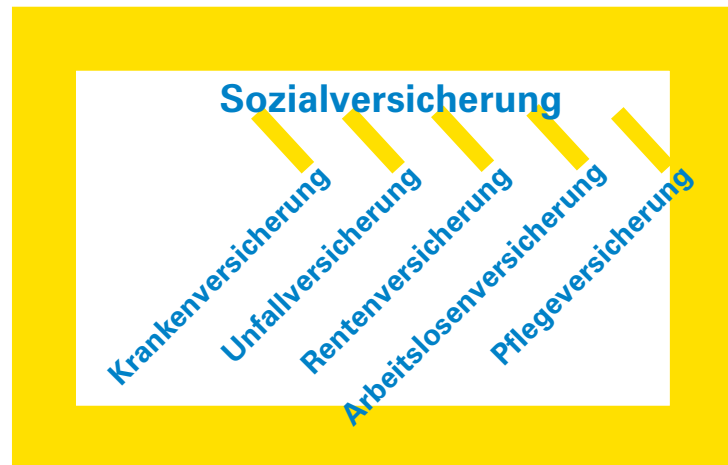 Sozialversicherung
Krankenversicherung
Unfallversicherung
Rentenversicherung
Arbeitslosenversicherung
Pflegeversicherung